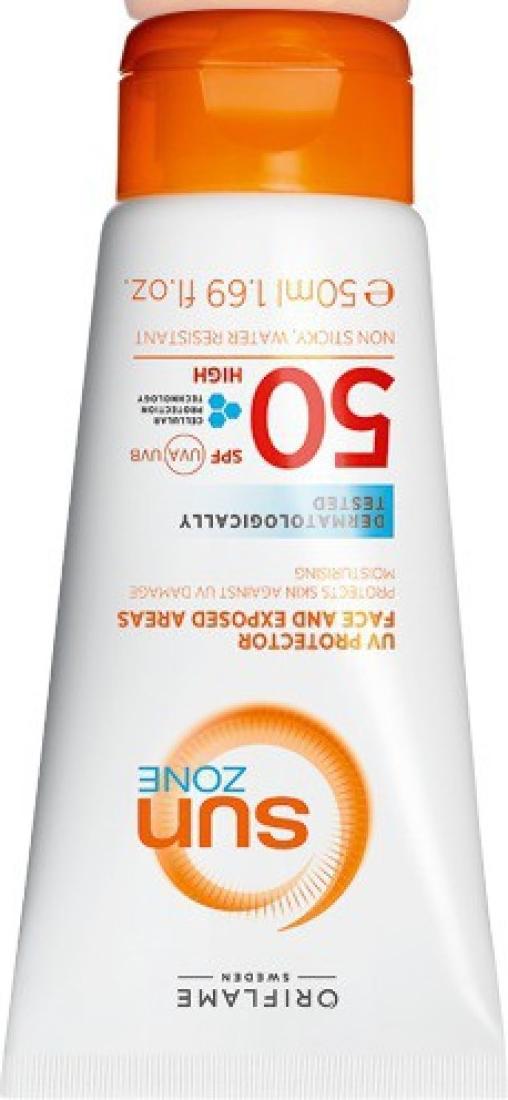 ORIFLAME
SWEDEN
sun
ZONE
UV PROTECTOR
FACE AND EXPOSED AREAS
PROTECTS SKIN AGAINST UV DAMAGE
MOISTURISING
DERMATOLOGICALLY
TESTED
50 SPF UVA UVB
CELLULAR
PROTECTION
TECHNOLOGY
HIGH
NON STICKY, WATER RESISTANT
℮ 50ml 1.69 fl.oz.